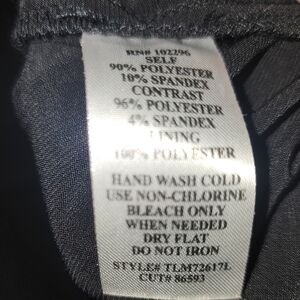 RN# 102296
SELF
90% POLYESTER
10% SPANDEX
CONTRAST
96% POLYESTER
4% SPANDEX
LINING
100% POLYESTER
HAND WASH COLD
USE NON-CHLORINE
BLEACH ONLY
WHEN NEEDED
DRY FLAT
DO NOT IRON
STYLE# TLM72617L
CUT# 86593